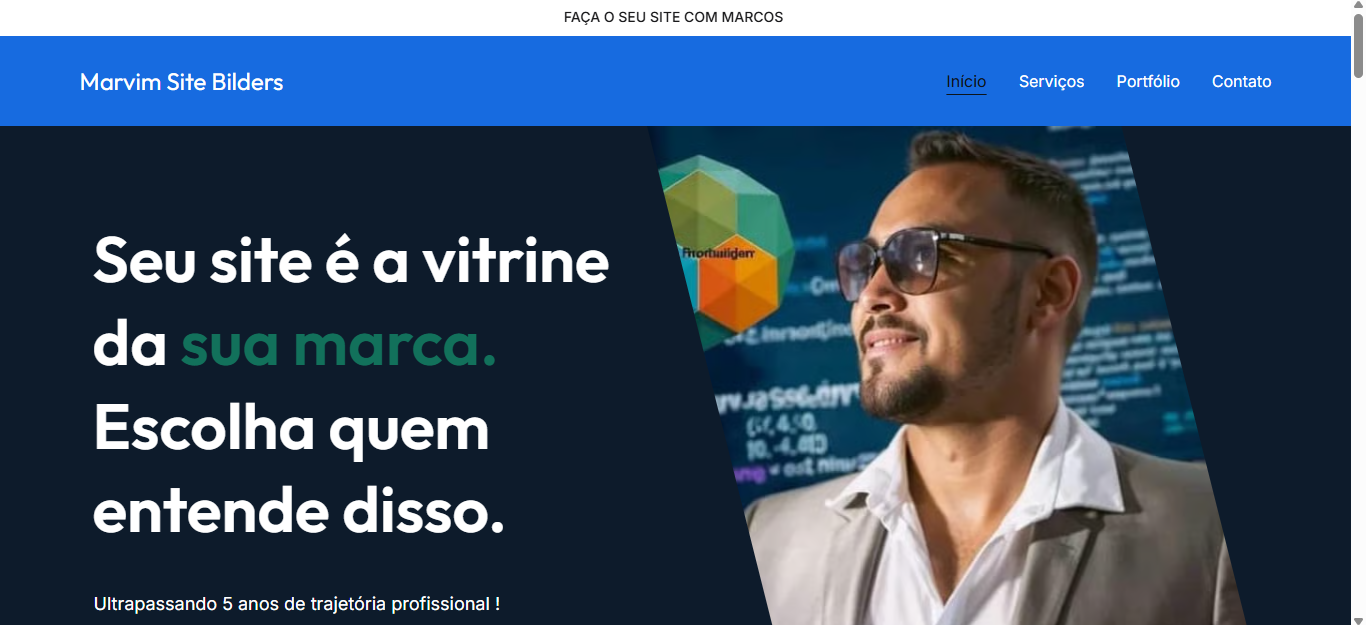 FAÇA O SEU SITE COM MARCOS
Marvim Site Bilders
Início Serviços Portfólio Contato
Seu site é a vitrine
da sua marca.
Escolha quem
entende disso.
Ultrapassando 5 anos de trajetória profissional !